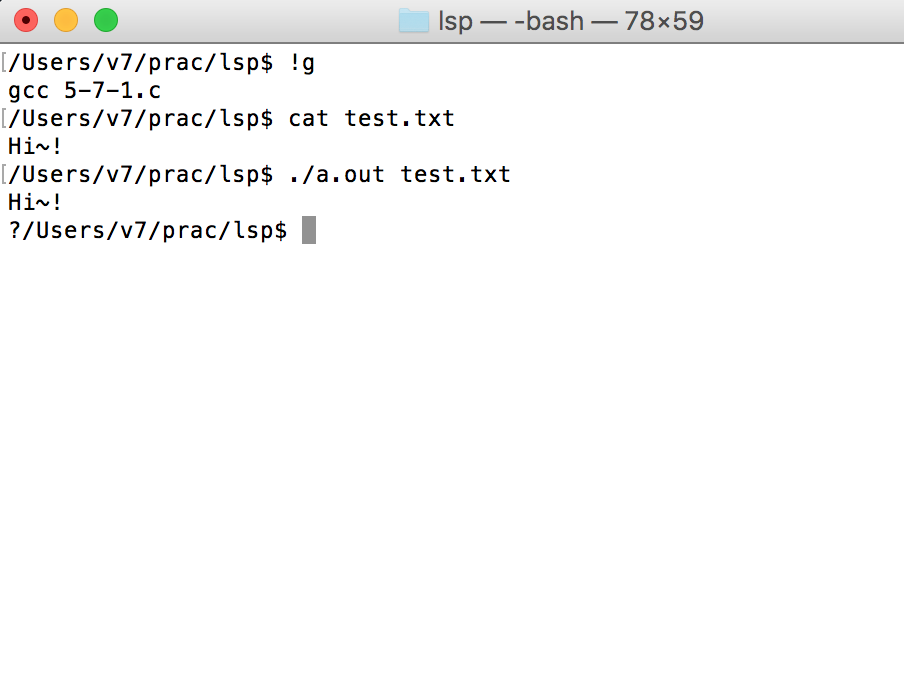 lsp — -bash — 78×59
[/Users/v7/prac/lsp$ !g
gcc 5-7-1.c
[/Users/v7/prac/lsp$ cat test.txt
Hi~!
[/Users/v7/prac/lsp$ ./a.out test.txt
Hi~!
?/Users/v7/prac/lsp$